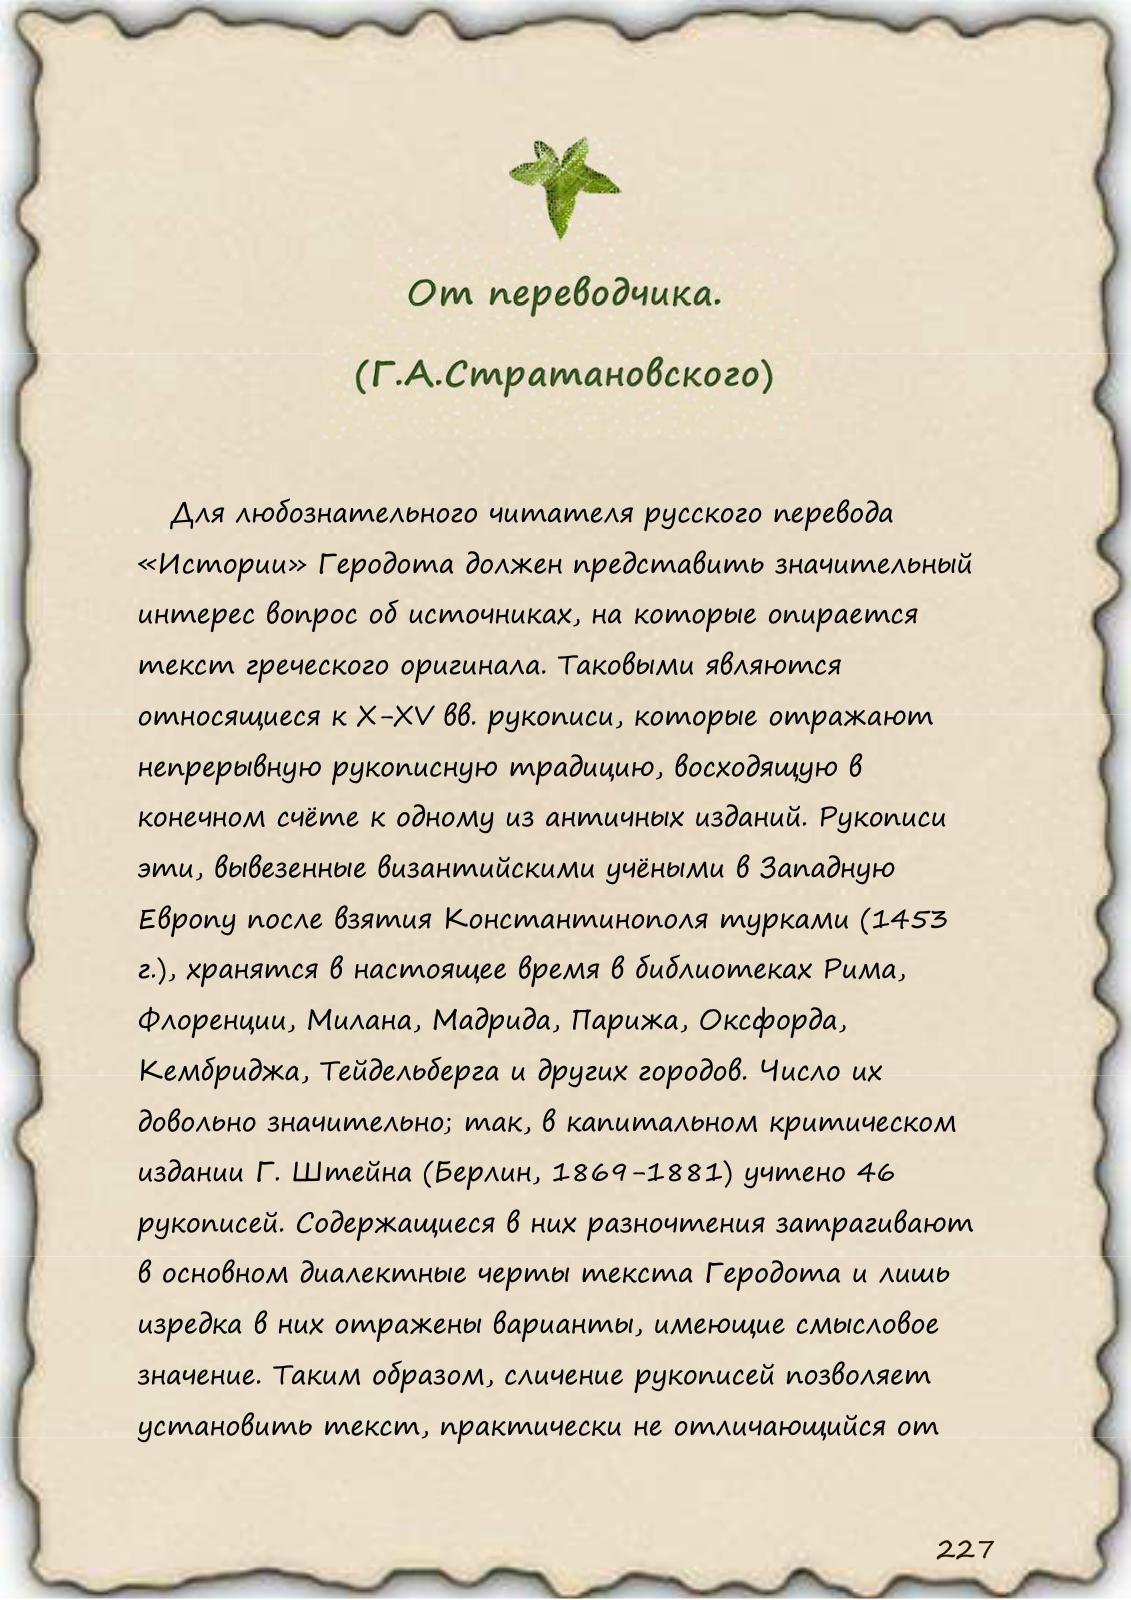 От переводчика.
(Г.А.Стратановского)
Для любознательного читателя русского перевода
«Истории» Геродота должен представить значительный
интерес вопрос об источниках, на которые опирается
текст греческого оригинала. Таковыми являются
относящиеся к X-XV вв. рукописи, которые отражают
непрерывную рукописную традицию, восходящую в
конечном счёте к одному из античных изданий. Рукописи
эти, вывезенные византийскими учёными в Западную
Европу после взятия Константинополя турками (1453
г.), хранятся в настоящее время в библиотеках Рима,
Флоренции, Милана, Мадрида, Парижа, Оксфорда,
Кембриджа, Тейдельберга и других городов. Число их
довольно значительно; так, в капитальном критическом
издании Г. Штейна (Берлин, 1869-1881) учтено 46
рукописей. Содержащиеся в них разночтения затрагивают
в основном диалектные черты текста Геродота и лишь
изредка в них отражены варианты, имеющие смысловое
значение. Таким образом, сличение рукописей позволяет
установить текст, практически не отличающийся от
227